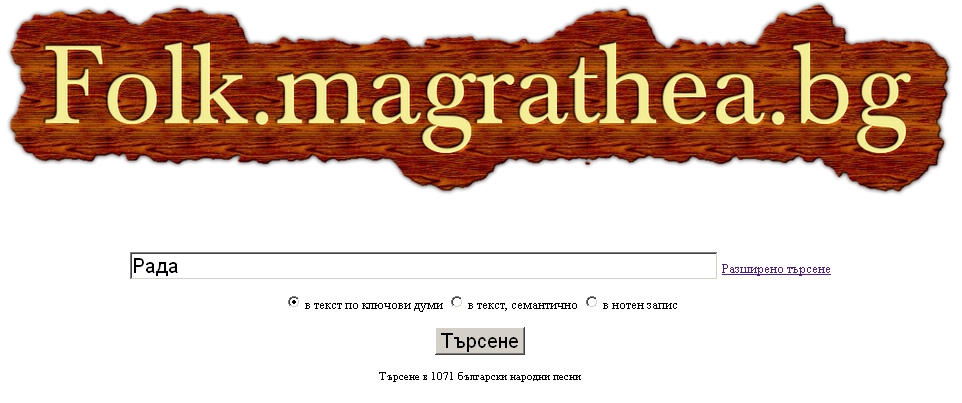 Folk.magrathea.bg
Рада Разширено търсене
в текст по ключови думи в текст, семантично в нотен запис
Търсене
Търсене в 1071 български народни песни